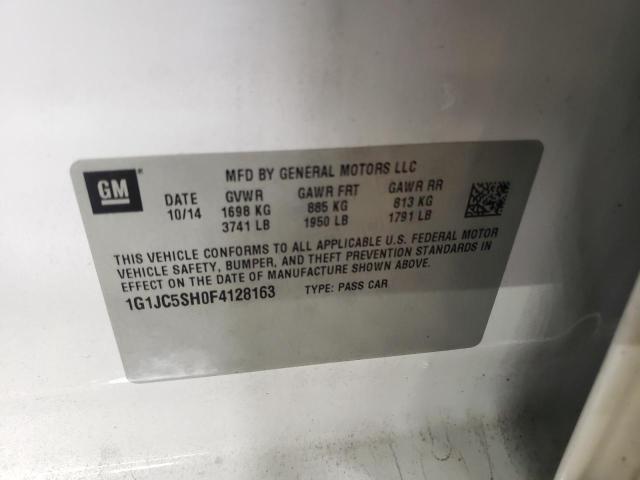 GM
MFD BY GENERAL MOTORS LLC
DATE GVWR GAWR FRT GAWR RR
10/14 1698 KG 885 KG 813 KG
3741 LB 1950 LB 1791 LB
THIS VEHICLE CONFORMS TO ALL APPLICABLE U.S. FEDERAL MOTOR
VEHICLE SAFETY, BUMPER, AND THEFT PREVENTION STANDARDS IN
EFFECT ON THE DATE OF MANUFACTURE SHOWN ABOVE.
1G1JC5SH0F4128163 TYPE: PASS CAR